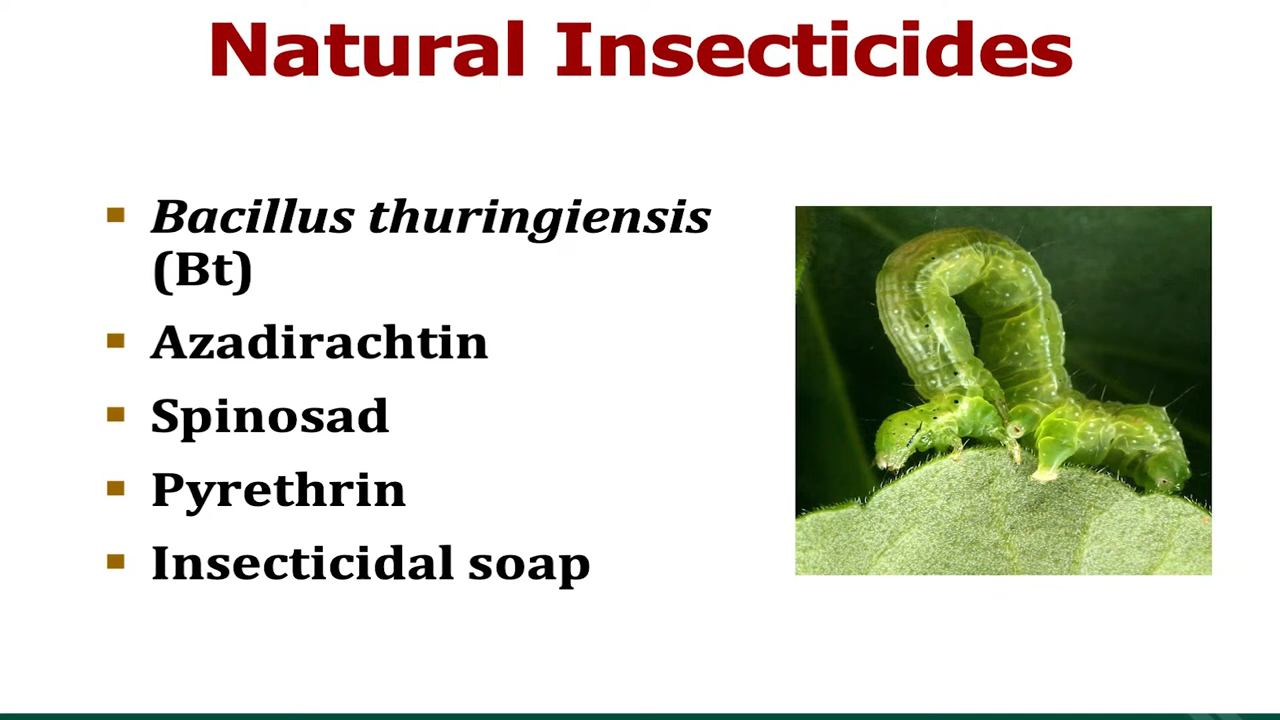 Natural Insecticides
Bacillus thuringiensis
(Bt)
Azadirachtin
Spinosad
Pyrethrin
Insecticidal soap